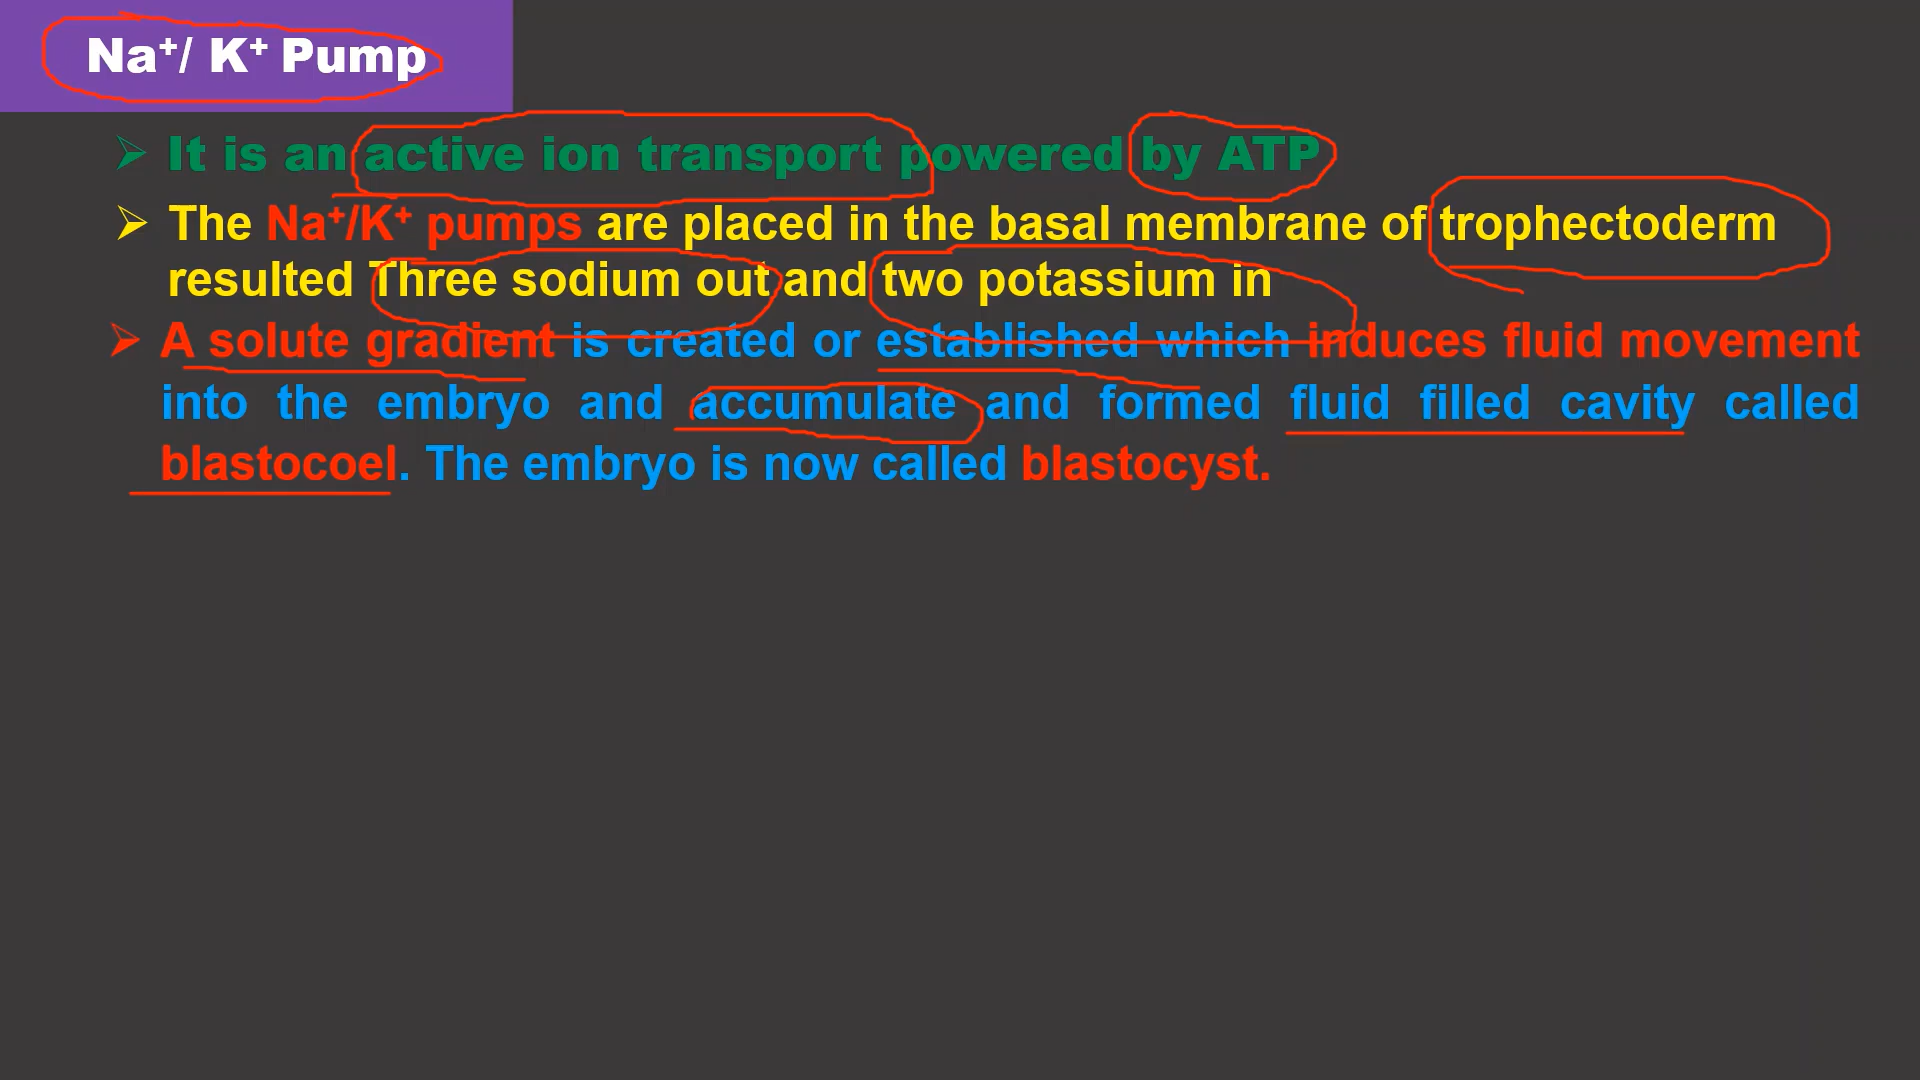 Na⁺/ K⁺ Pump
➢ It is an active ion transport powered by ATP
➢ The Na⁺/K⁺ pumps are placed in the basal membrane of trophectoderm
resulted Three sodium out and two potassium in
➢ A solute gradient is created or established which induces fluid movement
into the embryo and accumulate and formed fluid filled cavity called
blastocoel. The embryo is now called blastocyst.